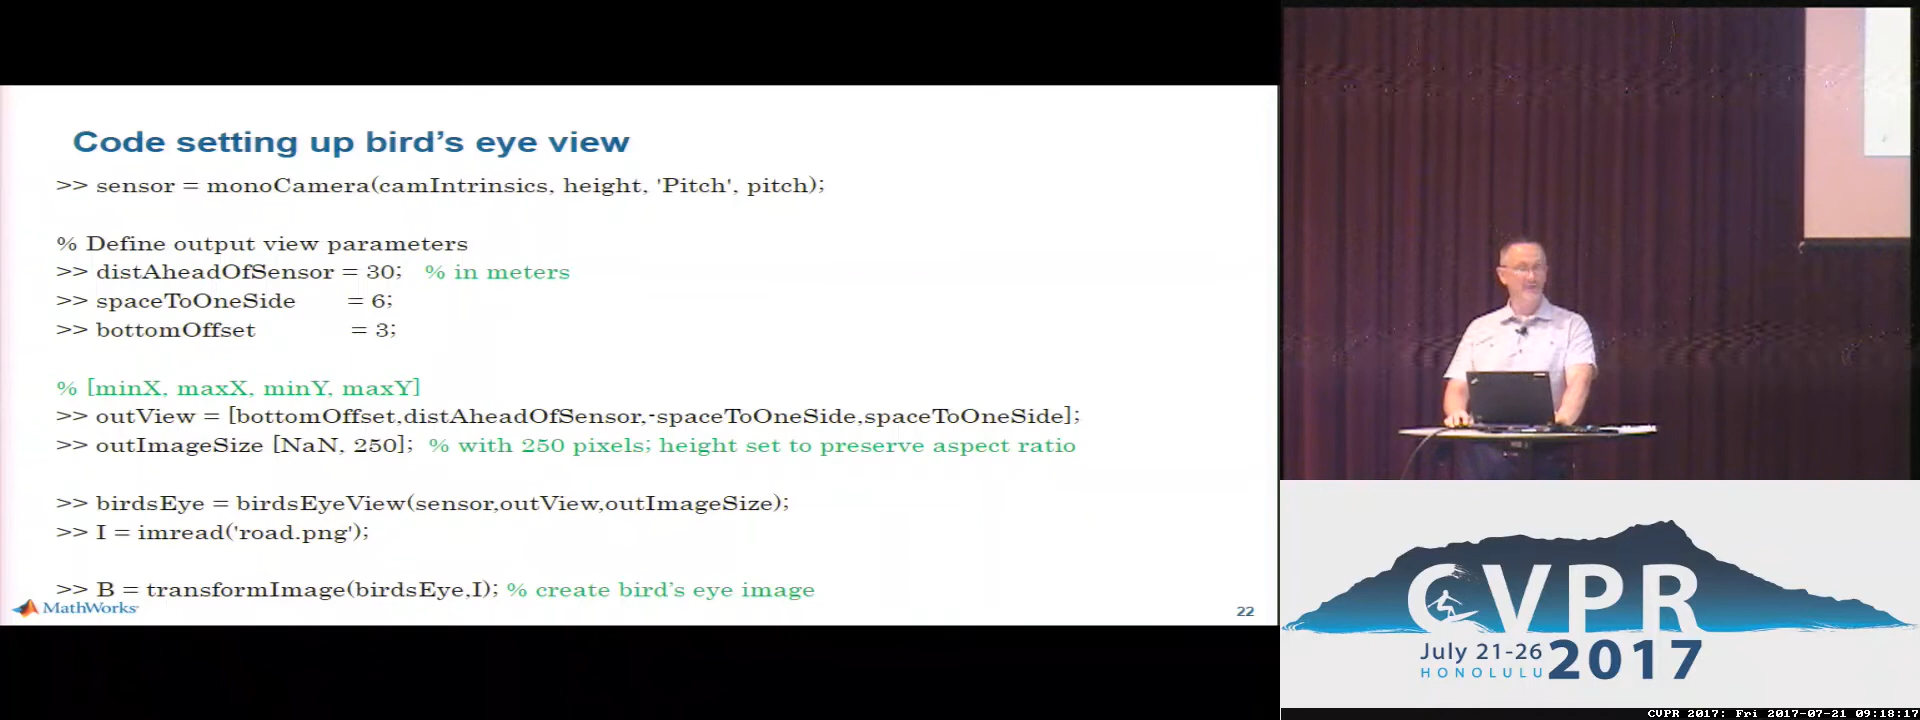 Code setting up bird's eye view
>> sensor = monoCamera(camIntrinsics, height, 'Pitch', pitch);
% Define output view parameters
>> distAheadOfSensor = 30; % in meters
>> spaceToOneSide = 6;
>> bottomOffset = 3;
% [minX, maxX, minY, maxY]
>> outView = [bottomOffset,distAheadOfSensor,-spaceToOneSide,spaceToOneSide];
>> outImageSize [NaN, 250]; % with 250 pixels; height set to preserve aspect ratio
>> birdsEye = birdsEyeView(sensor,outView,outImageSize);
>> I = imread('road.png');
>> B = transformImage(birdsEye,I); % create bird's eye image
MathWorks
22
CVPR
July 21-26
HONOLULU
2017
CVPR 2017: Fri 2017-07-21 09:18:17